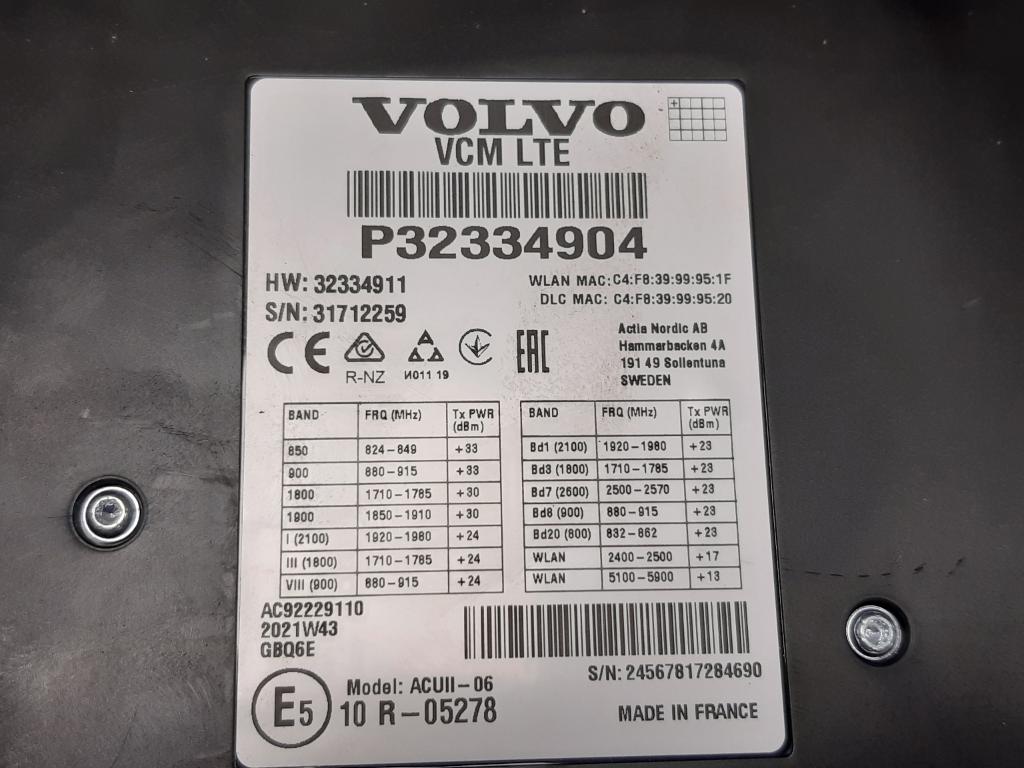 VOLVO
VCM LTE
P32334904
HW: 32334911
S/N: 31712259
WLAN MAC: C4:F8:39:99:95:1F
DLC MAC: C4:F8:39:99:95:20
CE
R-NZ
И011 19
EAC
Actia Nordic AB
Hammarbacken 4A
191 49 Sollentuna
SWEDEN
BAND FRQ (MHz) Tx PWR (dBm)
850 824-849 +33
900 880-915 +33
1800 1710-1785 +30
1900 1850-1910 +30
I (2100) 1920-1980 +24
III (1800) 1710-1785 +24
VIII (900) 880-915 +24
BAND FRQ (MHz) Tx PWR (dBm)
Bd1 (2100) 1920-1980 +23
Bd3 (1800) 1710-1785 +23
Bd7 (2600) 2500-2570 +23
Bd8 (900) 880-915 +23
Bd20 (800) 832-862 +23
WLAN 2400-2500 +17
WLAN 5100-5900 +13
AC92229110
2021W43
GBQ6E
S/N: 24567817284690
E5
Model: ACUII-06
10 R-05278
MADE IN FRANCE